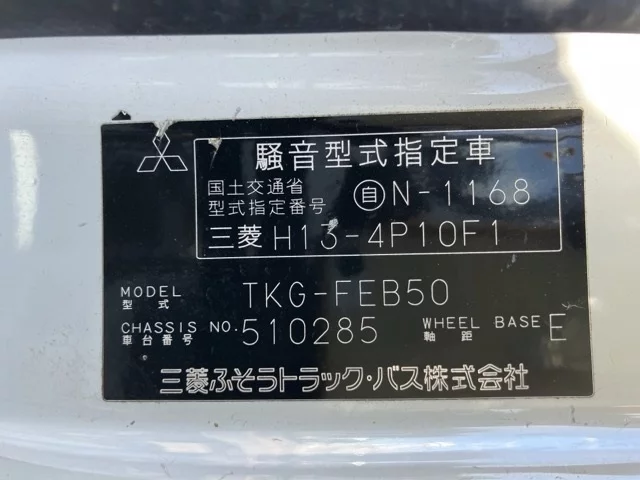 騒音型式指定車
国土交通省 型式指定番号 自N-1168
三菱 H13-4P10F1
MODEL 型式 TKG-FEB50
CHASSIS NO. 車台番号 510285 WHEEL BASE 軸距 E
三菱ふそうトラック・バス株式会社